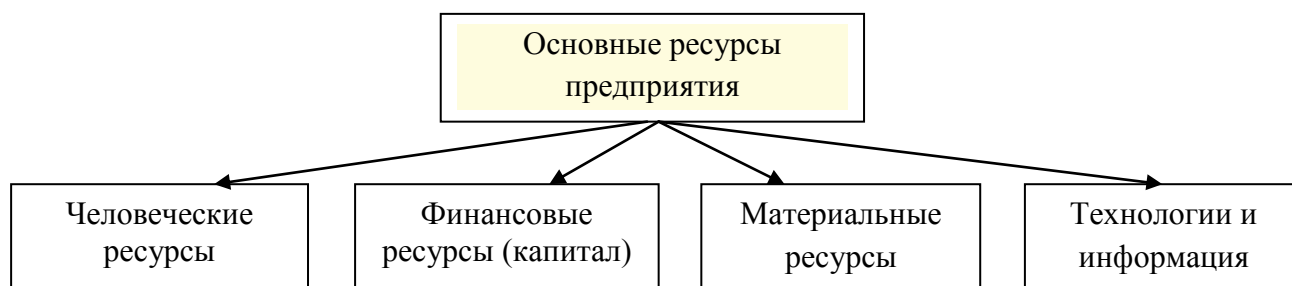 Основные ресурсы
предприятия
Человеческие
ресурсы
Финансовые
ресурсы (капитал)
Материальные
ресурсы
Технологии и
информация